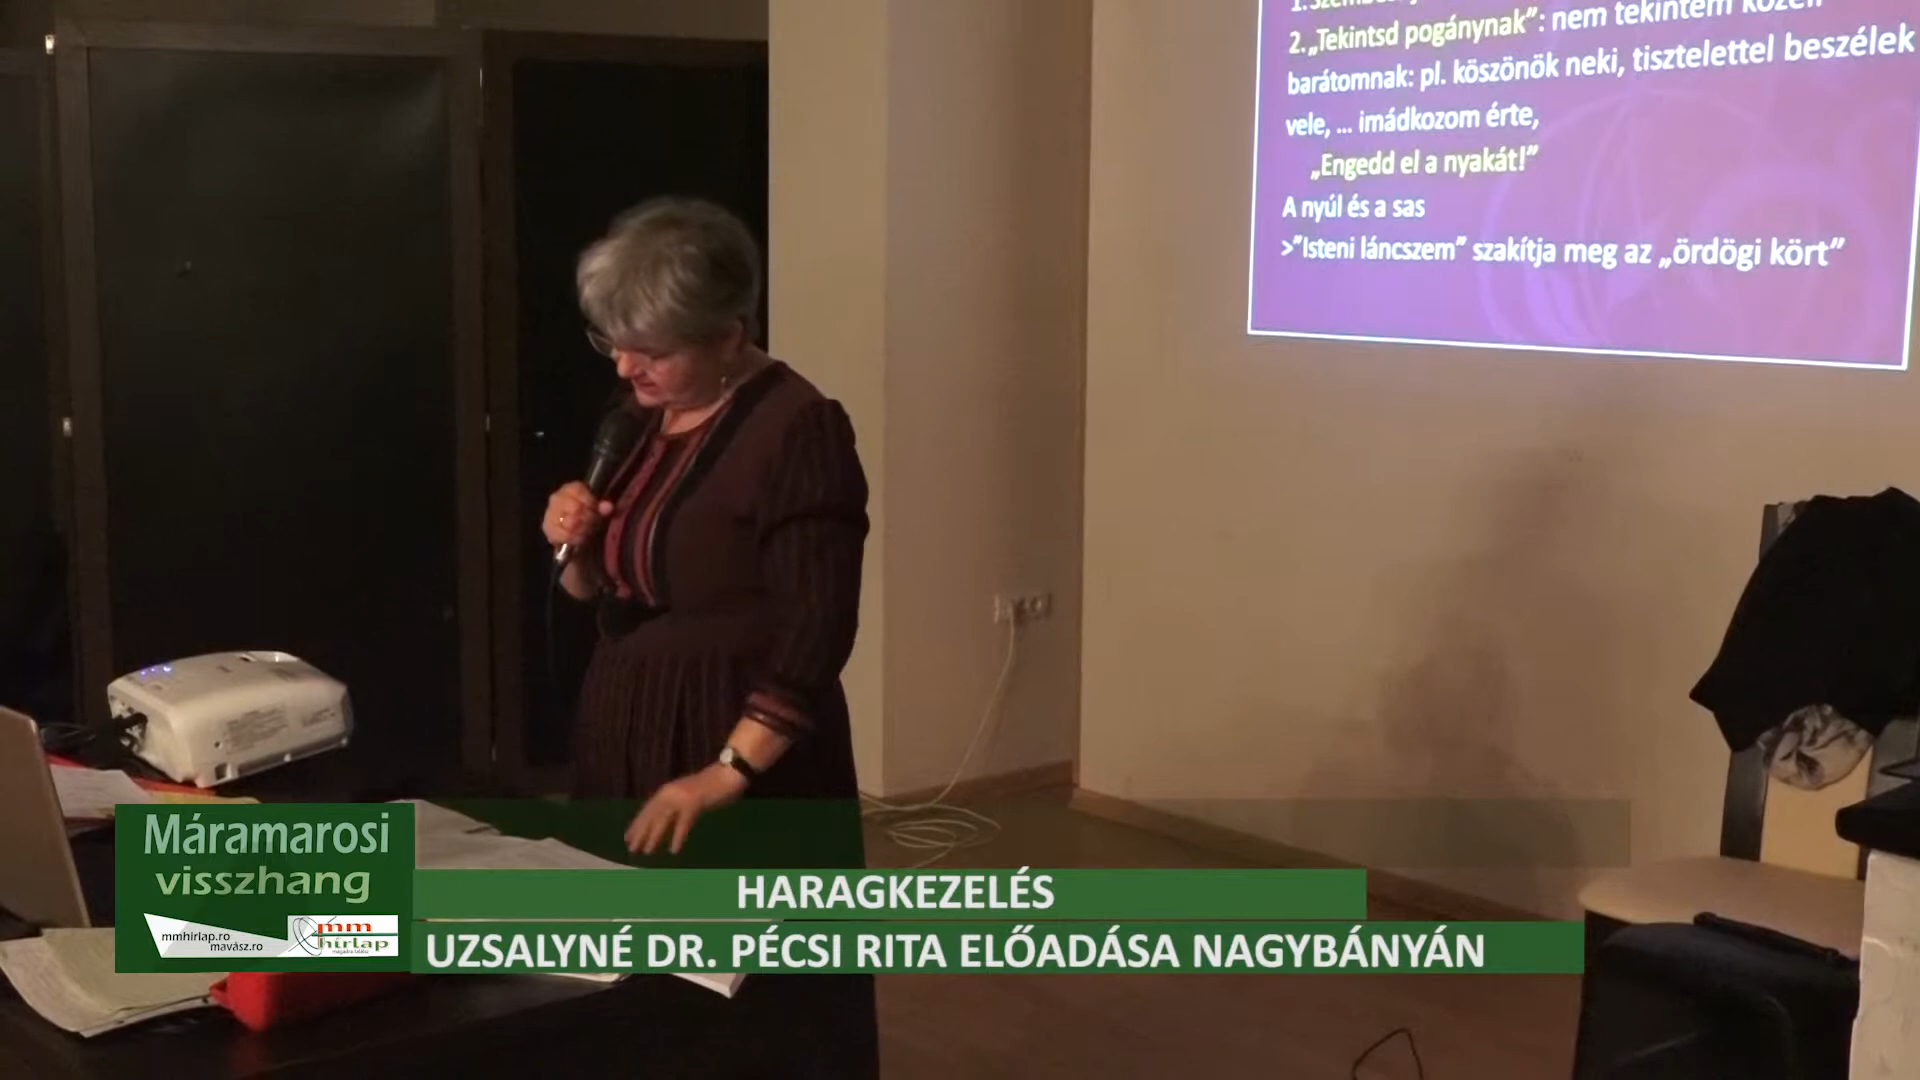 2. „Tekintsd pogánynak”: nem tekintem közeli
barátomnak: pl. köszönök neki, tisztelettel beszélek
vele, ... imádkozom érte,
„Engedd el a nyakát!”
A nyúl és a sas
>”Isteni láncszem” szakítja meg az „ördögi kört”
Máramarosi
visszhang
mmhirlap.ro
mavász.ro
mm
hírlap
HARAGKEZELÉS
UZSALYNÉ DR. PÉCSI RITA ELŐADÁSA NAGYBÁNYÁN